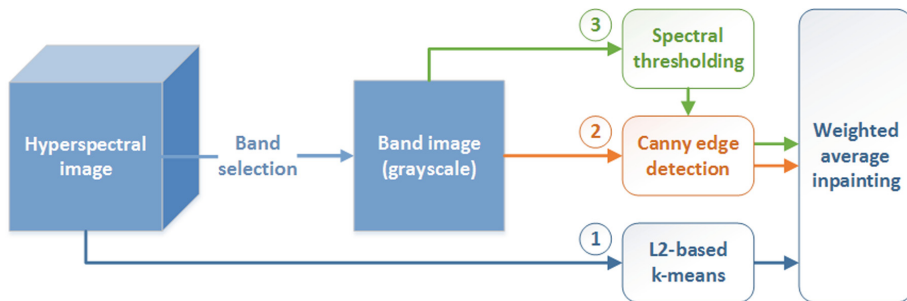 Hyperspectral
image
Band
selection
Band image
(grayscale)
3
Spectral
thresholding
2
Canny edge
detection
1
L2-based
k-means
Weighted
average
inpainting